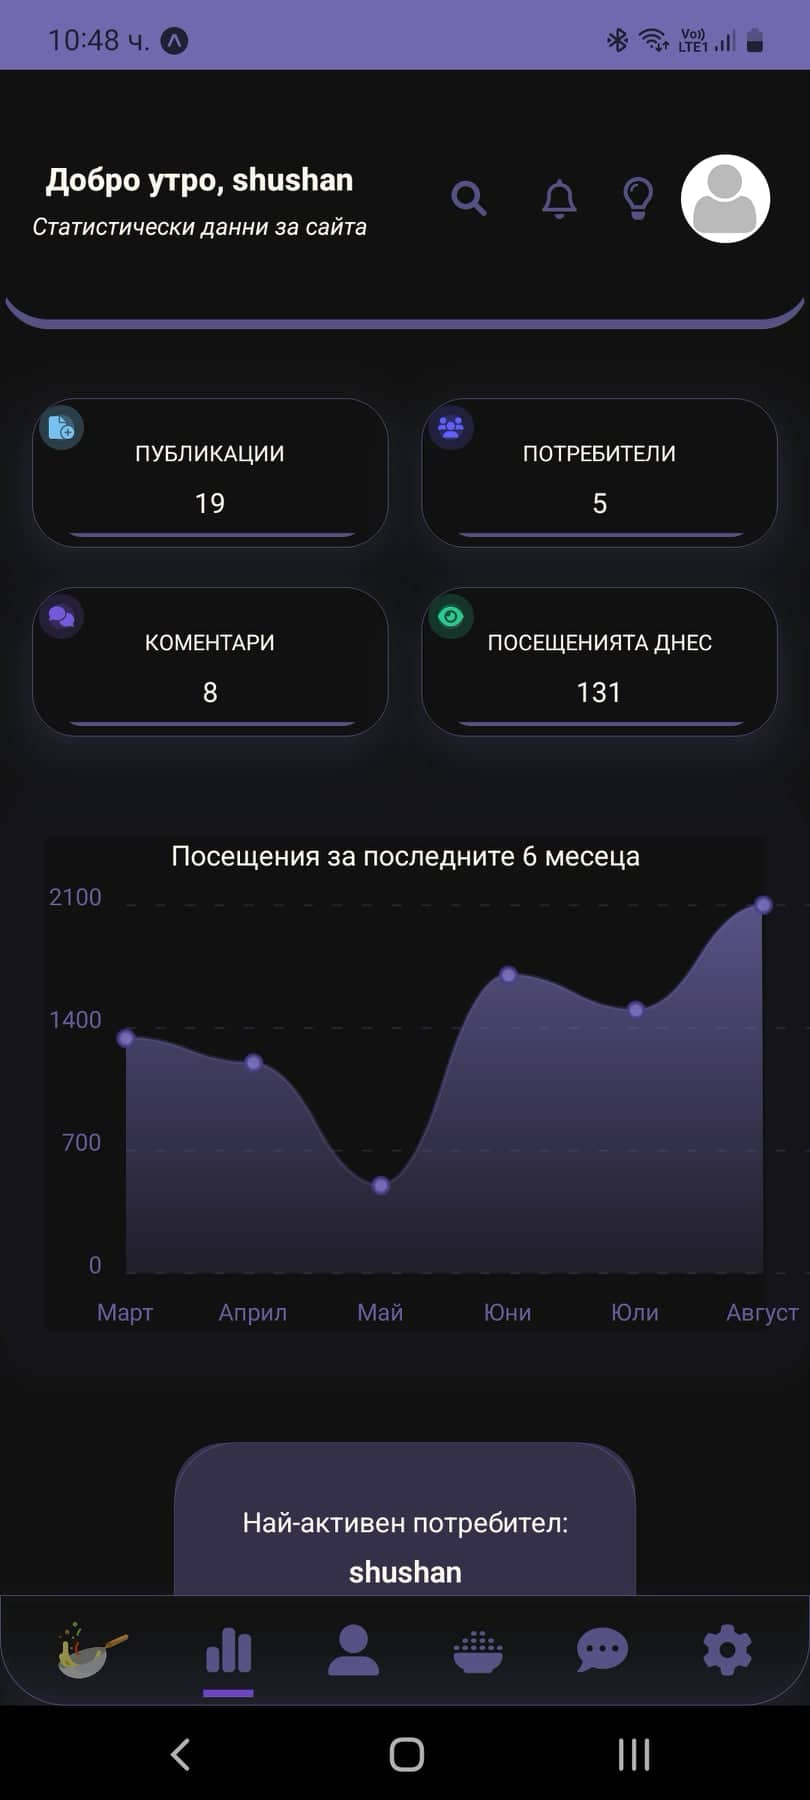 10:48 ч.
Vo))
LTE1
Добро утро, shushan
Статистически данни за сайта
ПУБЛИКАЦИИ
19
ПОТРЕБИТЕЛИ
5
КОМЕНТАРИ
8
ПОСЕЩЕНИЯТА ДНЕС
131
Посещения за последните 6 месеца
2100
1400
700
0
Март Април Май Юни Юли Август
Най-активен потребител:
shushan